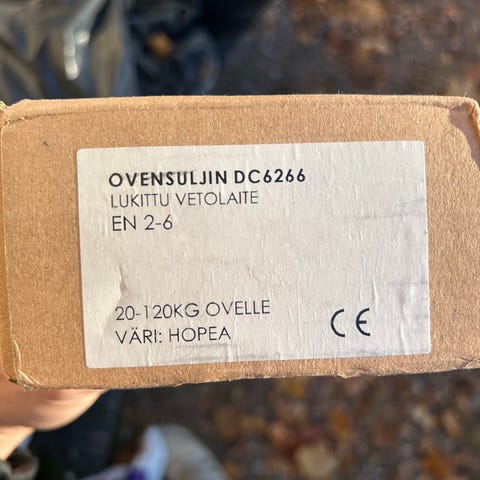 OVENSULJIN DC6266
LUKITTU VETOLAITE
EN 2-6
20-120KG OVELLE
VÄRI: HOPEA
CE